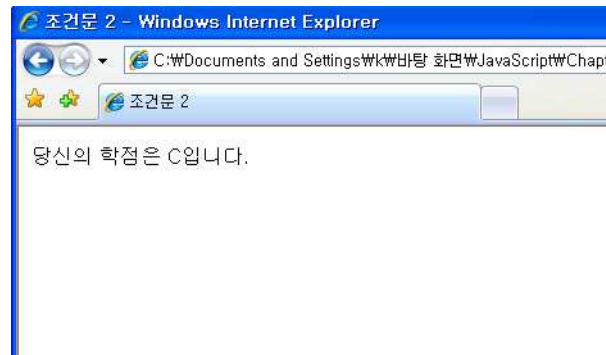 조건문 2 - Windows Internet Explorer
C:₩Documents and Settings₩k₩바탕 화면₩JavaScript₩Chapt
조건문 2
당신의 학점은 C입니다.